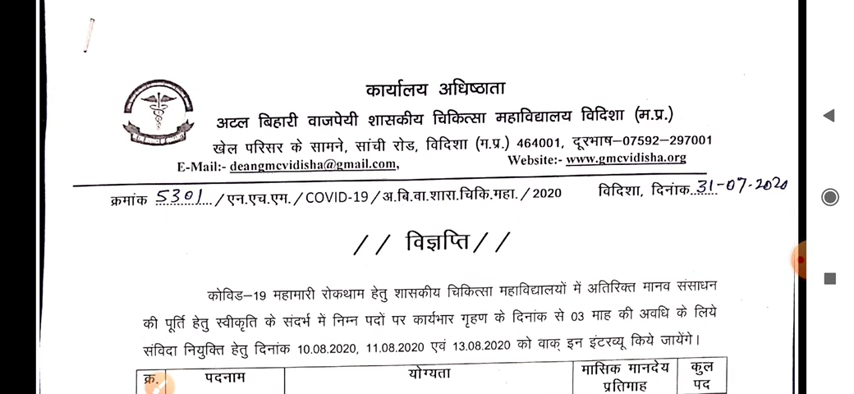 कार्यालय अधिष्ठाता
अटल बिहारी वाजपेयी शासकीय चिकित्सा महाविद्यालय विदिशा (म.प्र.)
खेल परिसर के सामने, सांची रोड, विदिशा (म.प्र.) 464001, दूरभाष–07592–297001
E-Mail:- deangmcvidisha@gmail.com, Website:- www.gmcvidisha.org
क्रमांक 5301.../एन.एच.एम./COVID-19/अ.बि.वा.शास.चिकि.महा./2020 विदिशा, दिनांक..31-07-2020
// विज्ञप्ति //
कोविड–19 महामारी रोकथाम हेतु शासकीय चिकित्सा महाविद्यालयों में अतिरिक्त मानव संसाधन
की पूर्ति हेतु स्वीकृति के संदर्भ में निम्न पदों पर कार्यभार गृहण के दिनांक से 03 माह की अवधि के लिये
संविदा नियुक्ति हेतु दिनांक 10.08.2020, 11.08.2020 एवं 13.08.2020 को वाक् इन इंटरव्यू किये जायेंगे।
क्र. पदनाम योग्यता मासिक मानदेय कुल
प्रतिमाह पद